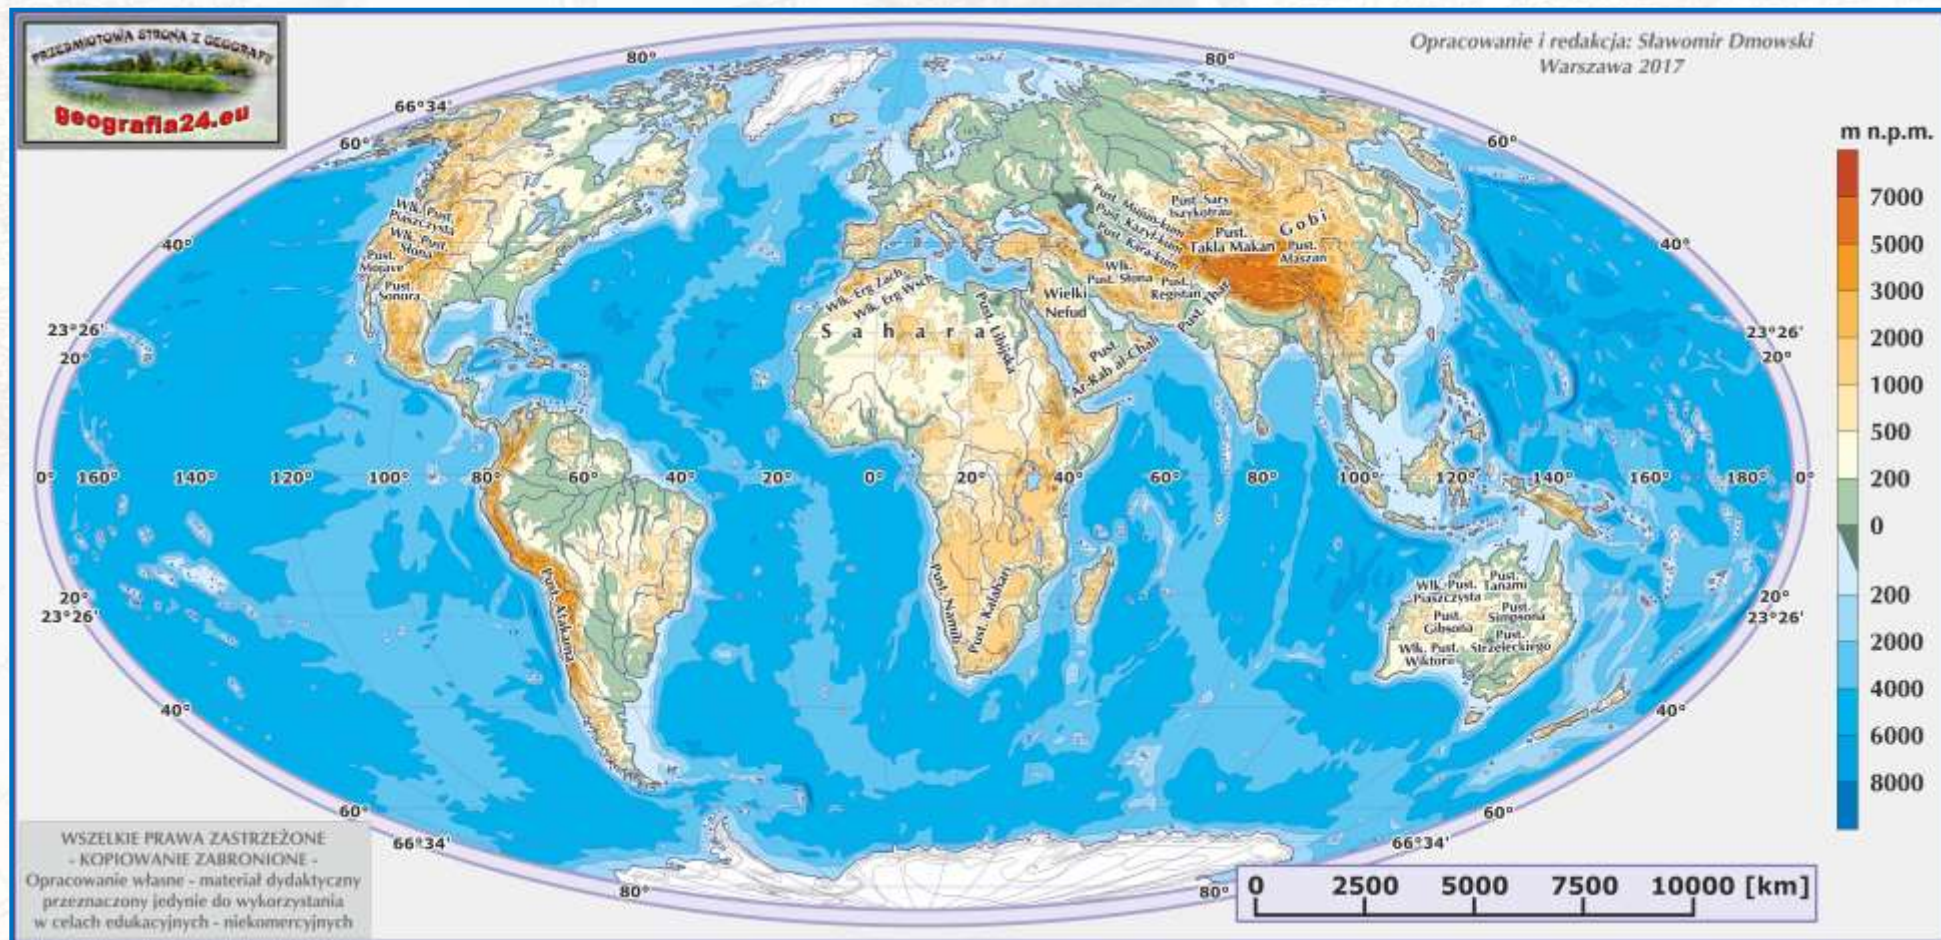 PRZEDMIOTOWA STRONA Z GEOGRAFII
geografia24.eu
Opracowanie i redakcja: Sławomir Dmowski
Warszawa 2017
80°
80°
66°34'
60°
60°
40°
40°
23°26'
23°26'
20°
20°
Wlk. Pust.
Piaszczysta
Wlk. Pust.
Słona
Pust.
Mojave
Pust.
Sonora
Wlk. Erg Zach.
Wlk. Erg Wsch.
Sahara
Pust. Libijska
Wielki
Nefud
Pust.
Ar-Rab al-Chali
Pust. Mujun-kum
Pust. Kazył-kum
Pust. Kara-kum
Pust. Sary
Iszykotrau
Pust.
Takla Makan
Gobi
Pust.
Ałaszan
Wlk.
Pust. Słona
Pust.
Registan
Pust. Thar
0°
160°
140°
120°
100°
80°
60°
40°
20°
0°
20°
40°
60°
80°
100°
120°
140°
160°
180°
0°
Pust. Atakama
Pust. Namib
Pust. Kalahari
Wlk. Pust.
Piaszczysta
Pust.
Tanami
Pust.
Gibsona
Pust.
Simpsona
Wlk. Pust.
Wiktorii
Pust.
Strzeleckiego
20°
23°26'
20°
23°26'
40°
40°
60°
60°
66°34'
66°34'
80°
80°
m n.p.m.
7000
5000
3000
2000
1000
500
200
0
200
2000
4000
6000
8000
WSZELKIE PRAWA ZASTRZEŻONE
- KOPIOWANIE ZABRONIONE -
Opracowanie własne - materiał dydaktyczny
przeznaczony jedynie do wykorzystania
w celach edukacyjnych - niekomercyjnych
0 2500 5000 7500 10000 [km]